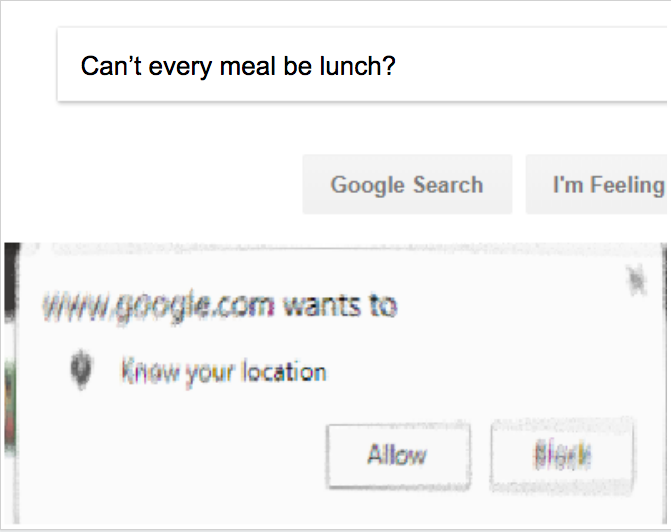 Can’t every meal be lunch?
Google Search
I'm Feeling
www.google.com wants to
Know your location
Allow
Block